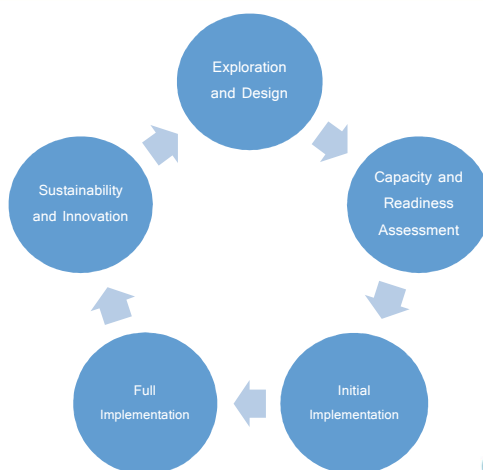 Exploration
and Design
Capacity and
Readiness
Assessment
Initial
Implementation
Full
Implementation
Sustainability
and Innovation